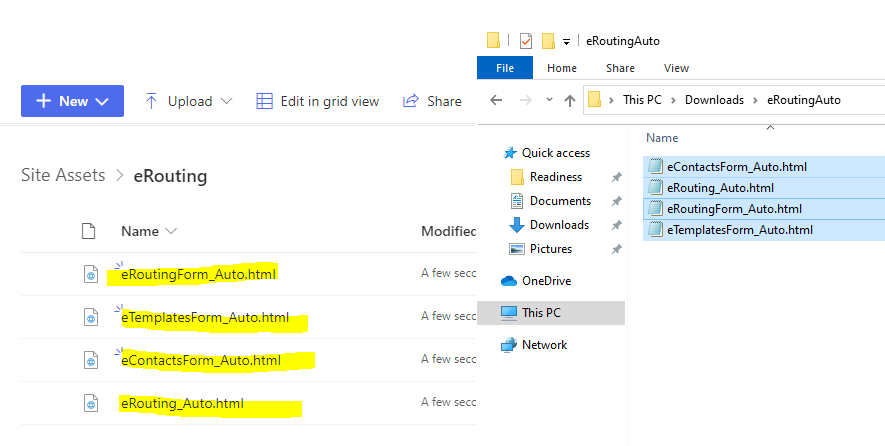 New
Upload
Edit in grid view
Share
Site Assets > eRouting
Name
Modified
eRoutingForm_Auto.html
A few seco
eTemplatesForm_Auto.html
A few seco
eContactsForm_Auto.html
A few seco
eRouting_Auto.html
A few seco
eRoutingAuto
File
Home
Share
View
This PC > Downloads > eRoutingAuto
Quick access
Readiness
Documents
Downloads
Pictures
OneDrive
This PC
Network
Name
eContactsForm_Auto.html
eRouting_Auto.html
eRoutingForm_Auto.html
eTemplatesForm_Auto.html